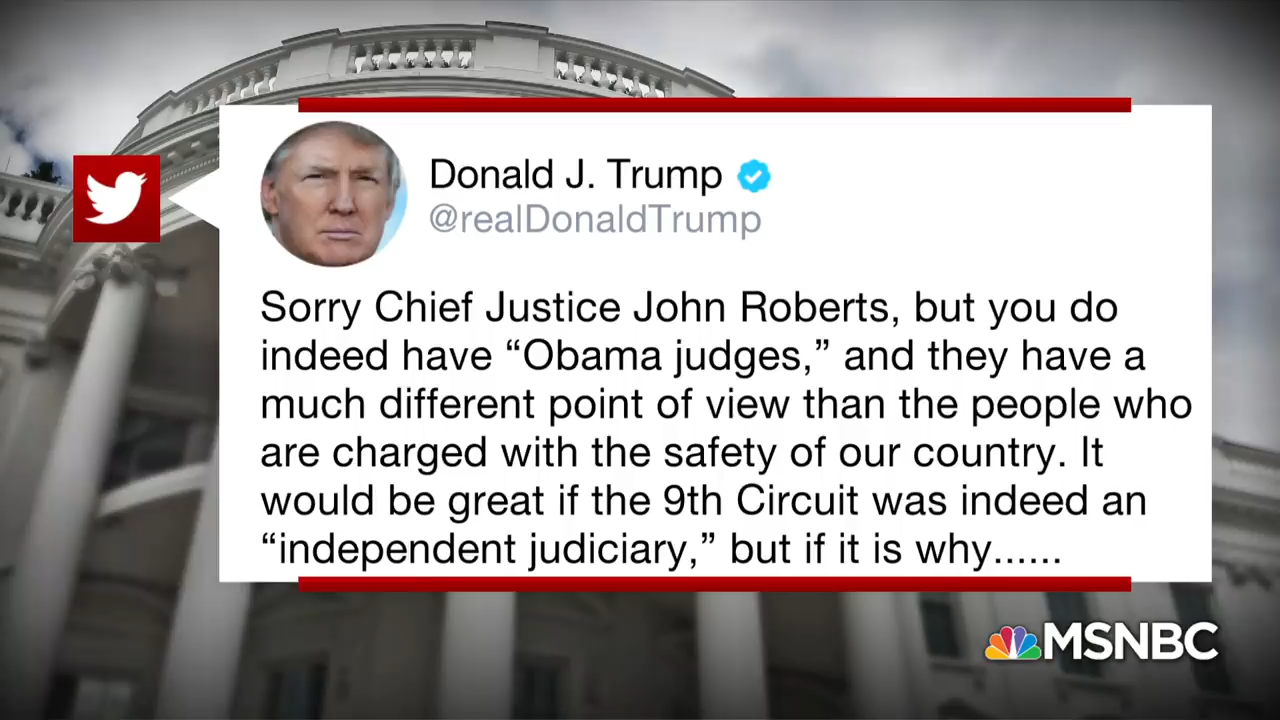 Donald J. Trump
@realDonaldTrump
Sorry Chief Justice John Roberts, but you do
indeed have “Obama judges,” and they have a
much different point of view than the people who
are charged with the safety of our country. It
would be great if the 9th Circuit was indeed an
“independent judiciary,” but if it is why......
MSNBC